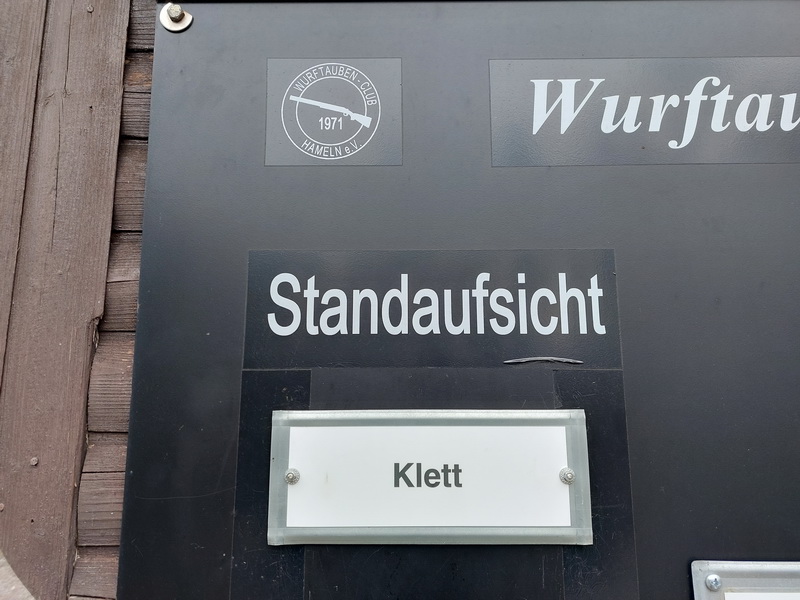 WURFTAUBEN - CLUB
1971
HAMELN e.V.
Wurftau
Standaufsicht
Klett